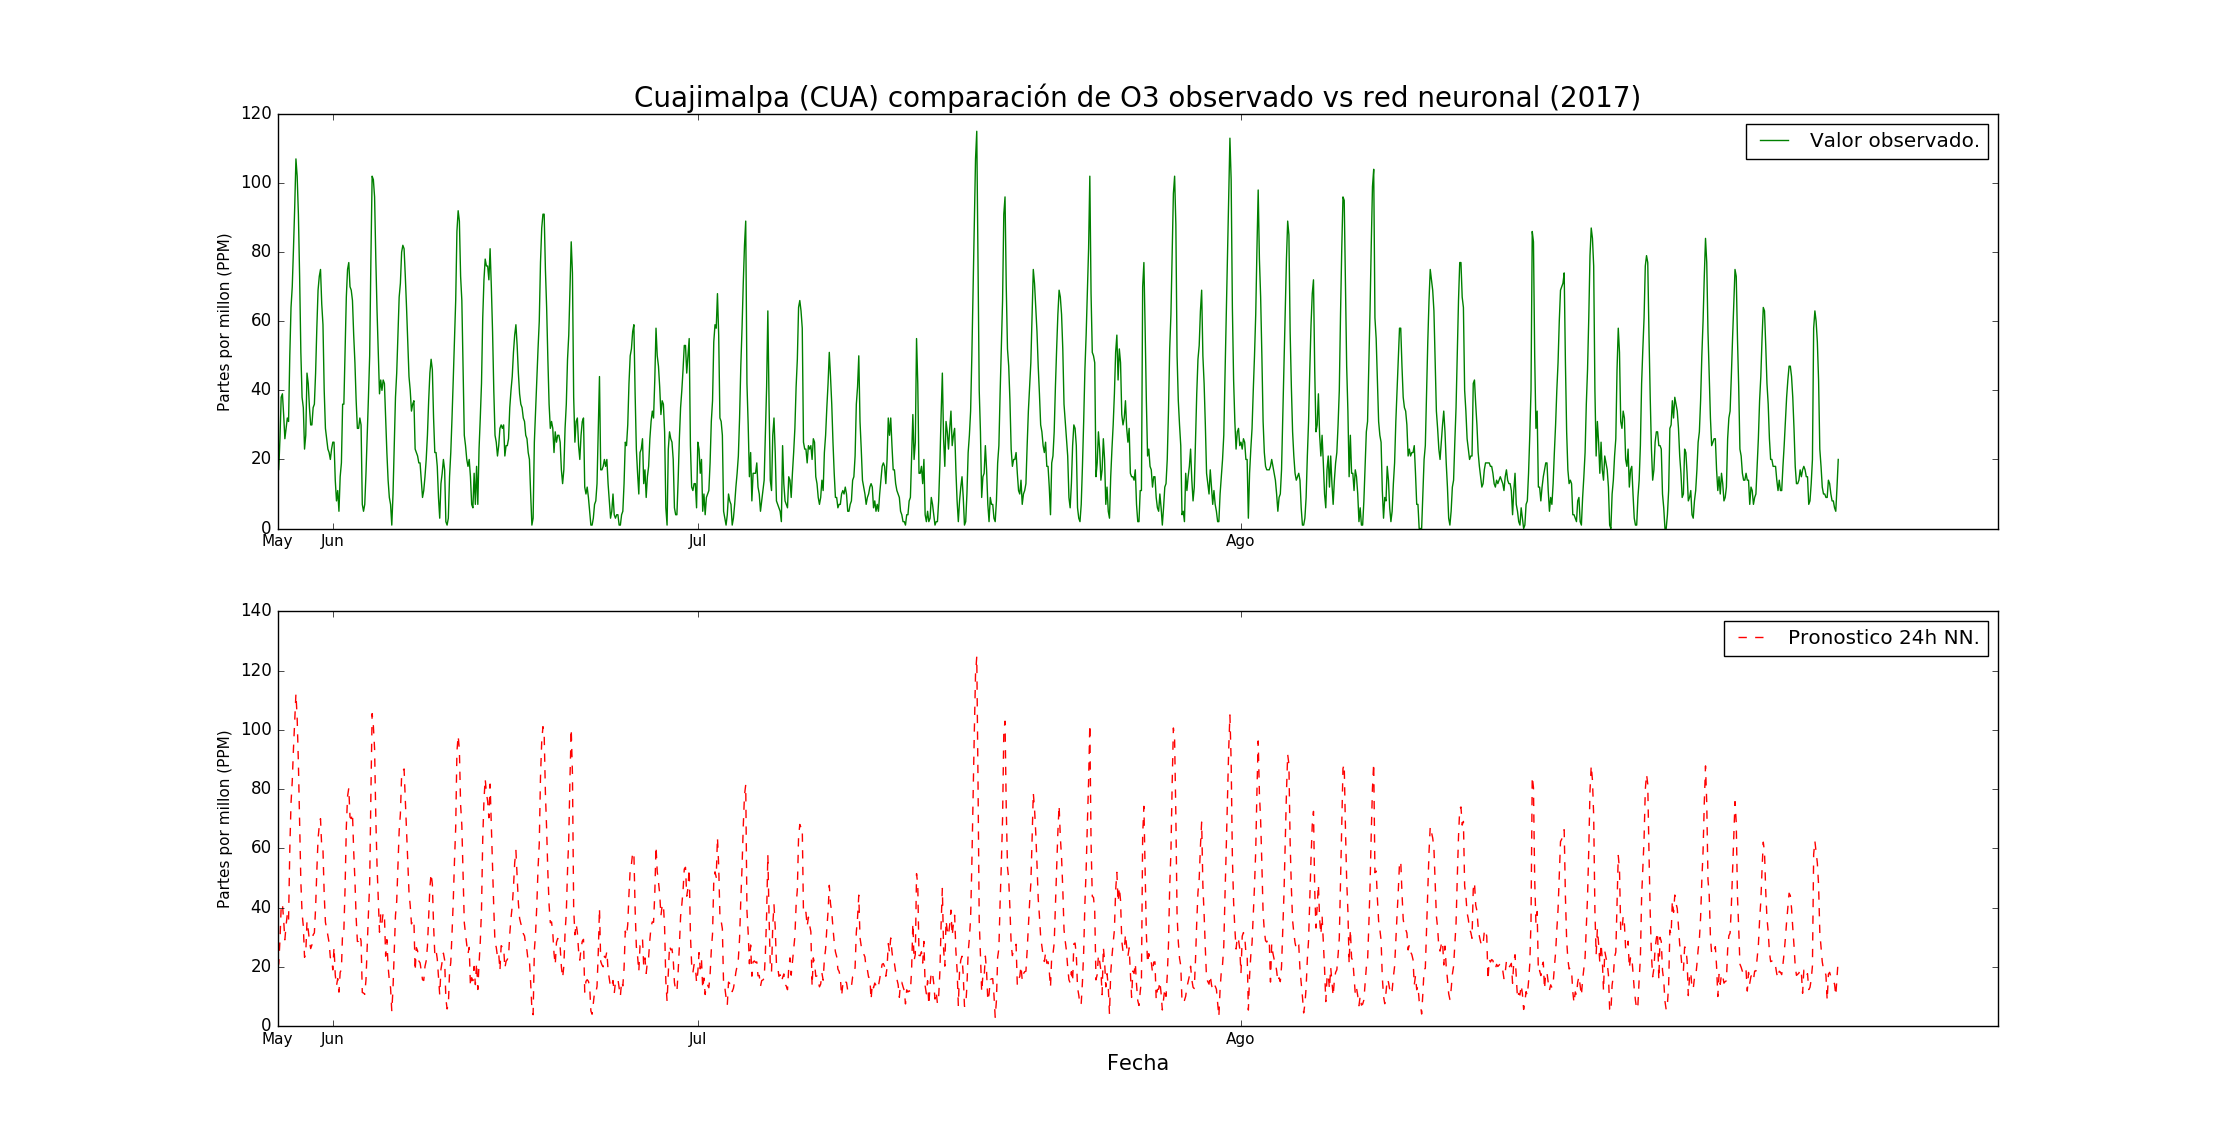 Cuajimalpa (CUA) comparación de O3 observado vs red neuronal (2017)
120
100
80
60
40
20
0
Partes por millon (PPM)
Valor observado.
May Jun Jul Ago
140
120
100
80
60
40
20
0
Partes por millon (PPM)
Pronostico 24h NN.
May Jun Jul Ago
Fecha